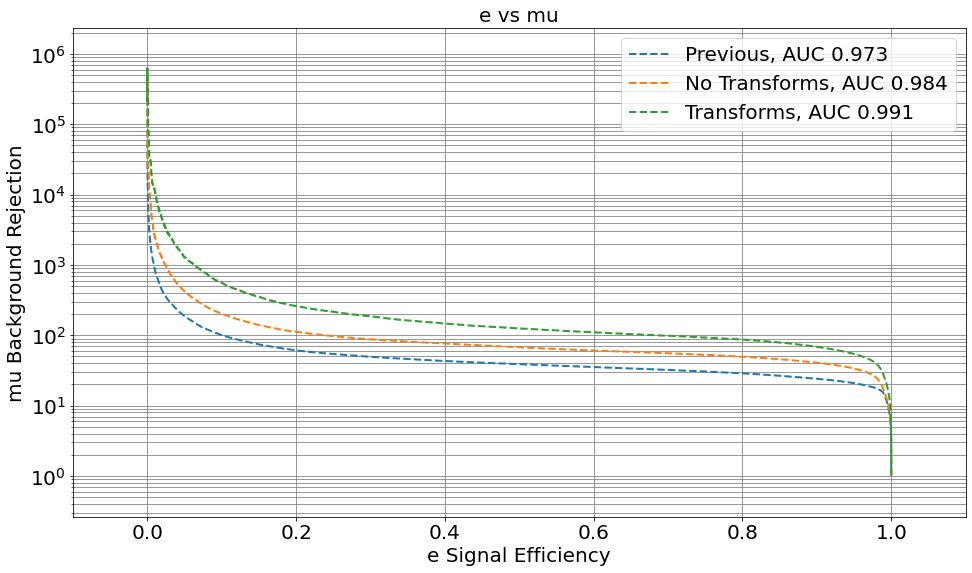 e vs mu
Previous, AUC 0.973
No Transforms, AUC 0.984
Transforms, AUC 0.991
mu Background Rejection
10⁶
10⁵
10⁴
10³
10²
10¹
10⁰
0.0 0.2 0.4 0.6 0.8 1.0
e Signal Efficiency